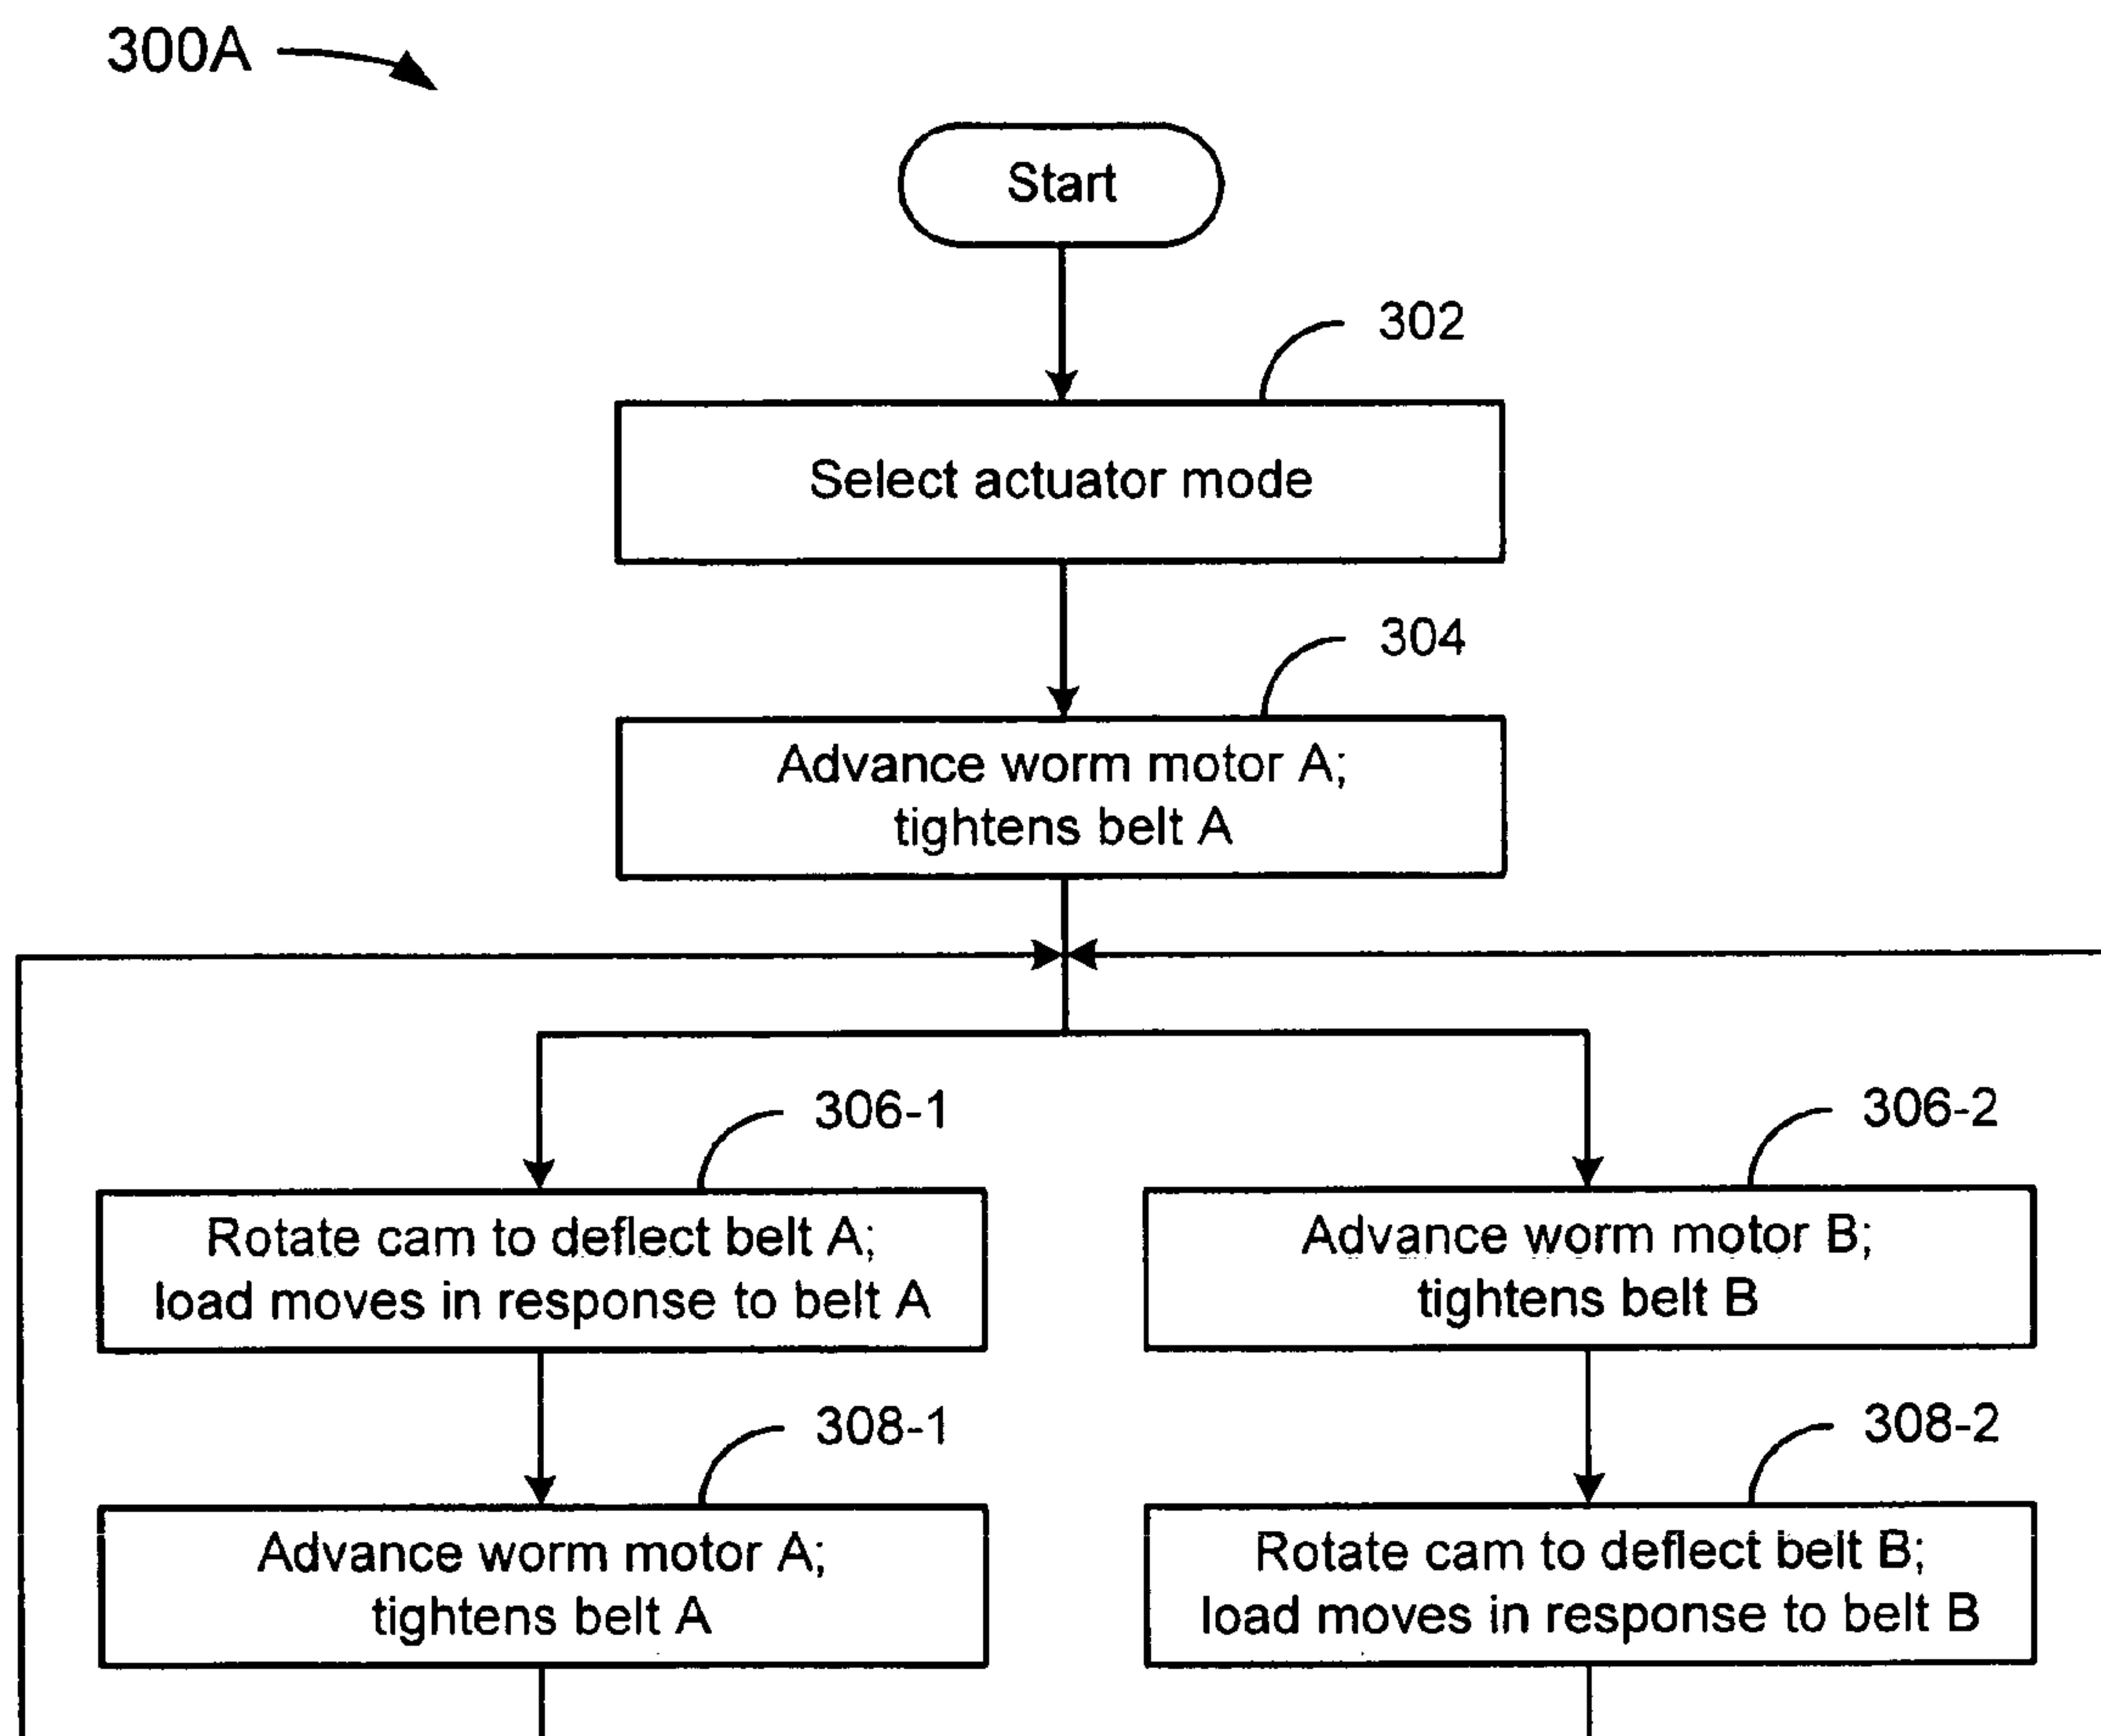 300A
Start
302
Select actuator mode
304
Advance worm motor A;
tightens belt A
306-1
306-2
Rotate cam to deflect belt A;
load moves in response to belt A
Advance worm motor B;
tightens belt B
308-1
308-2
Advance worm motor A;
tightens belt A
Rotate cam to deflect belt B;
load moves in response to belt B